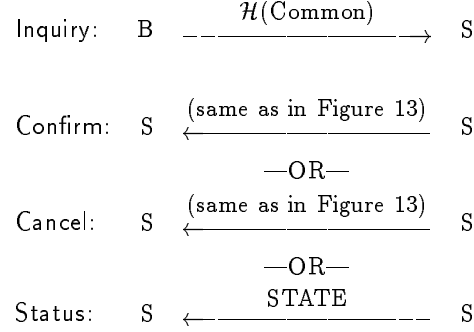 H(Common)
Inquiry: B S
(same as in Figure 13)
Confirm: S S
—OR—
(same as in Figure 13)
Cancel: S S
—OR—
STATE
Status: S S